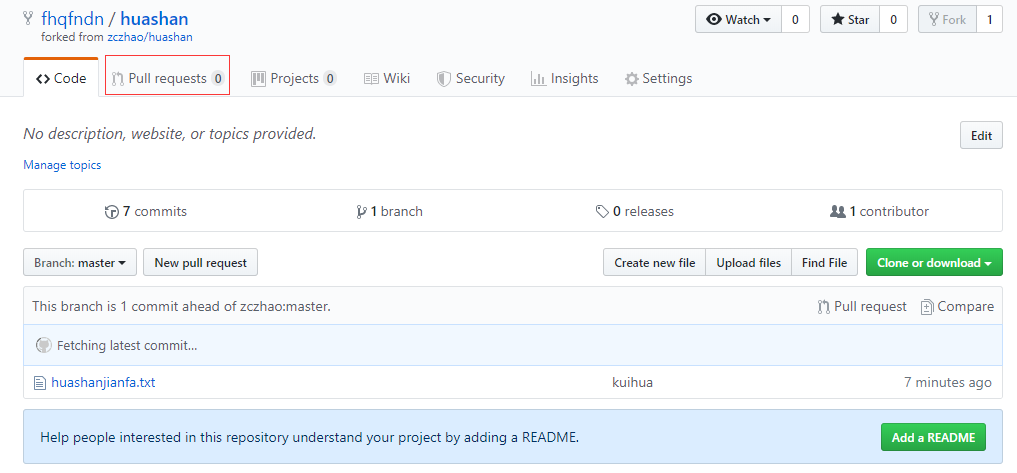 fhqfndn / huashan
Watch 0 Star 0 Fork 1
forked from zczhao/huashan
Code Pull requests 0 Projects 0 Wiki Security Insights Settings
No description, website, or topics provided.
Edit
Manage topics
7 commits 1 branch 0 releases 1 contributor
Branch: master New pull request Create new file Upload files Find File Clone or download
This branch is 1 commit ahead of zczhao:master. Pull request Compare
Fetching latest commit...
huashanjianfa.txt kuihua 7 minutes ago
Help people interested in this repository understand your project by adding a README. Add a README